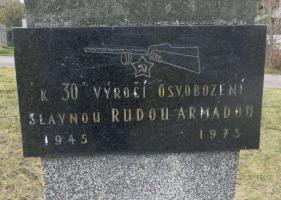 K 30 VÝROČÍ OSVOBOZENÍ
SLAVNOU RUDOU ARMÁDOU
1945 1975